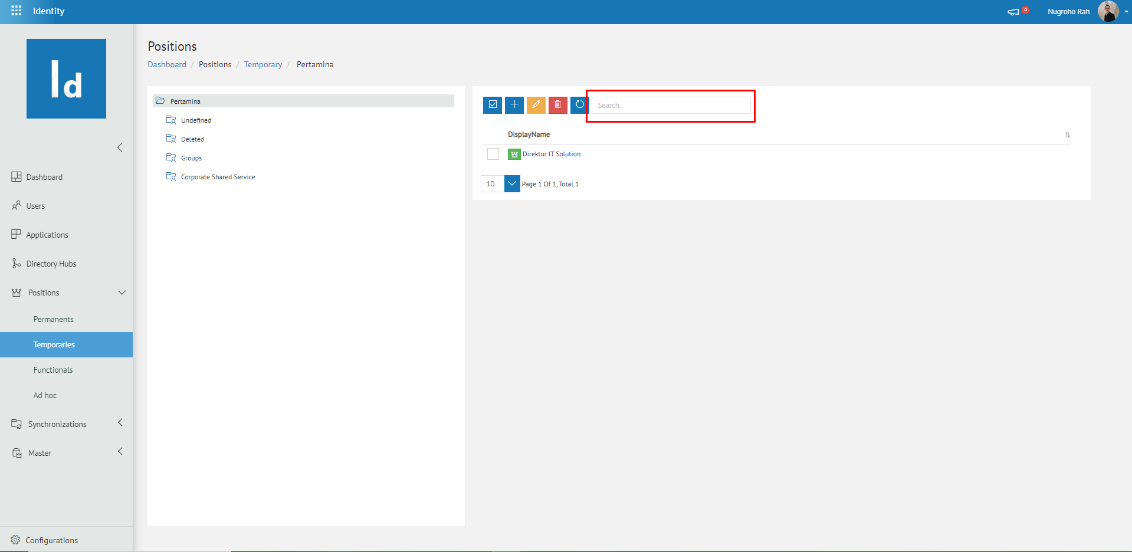 Identity
8
Nugroho Rah
Id
Positions
Dashboard / Positions / Temporary / Pertamina
Dashboard
Users
Applications
Directory Hubs
Positions
Permanents
Temporaries
Functionals
Ad hoc
Synchronizations
Master
Configurations
Pertamina
Undefined
Deleted
Groups
Corporate Shared Service
Search..
DisplayName
Direktur IT Solution
10 Page 1 Of 1, Total 1